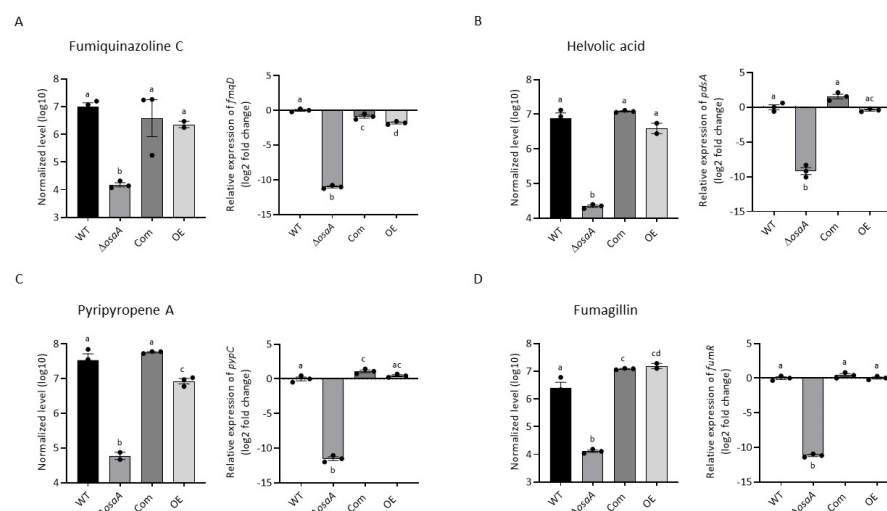 A
Fumiquinazoline C
Normalized level (log10)
8
7
6
5
4
3
a
b
a
a
WT
ΔosaA
Com
OE
Relative expression of fmqD
(log2 fold change)
5
0
-5
-10
-15
a
b
c
d
WT
ΔosaA
Com
OE
B
Helvolic acid
Normalized level (log10)
8
7
6
5
4
a
b
a
a
WT
ΔosaA
Com
OE
Relative expression of pdsA
(log2 fold change)
5
0
-5
-10
-15
a
b
a
ac
WT
ΔosaA
Com
OE
C
Pyripyropene A
Normalized level (log10)
8
7
6
5
4
a
b
a
c
WT
ΔosaA
Com
OE
Relative expression of pypC
(log2 fold change)
5
0
-5
-10
-15
a
b
c
ac
WT
ΔosaA
Com
OE
D
Fumagillin
Normalized level (log10)
8
7
6
5
4
3
a
b
c
cd
WT
ΔosaA
Com
OE
Relative expression of fumR
(log2 fold change)
5
0
-5
-10
-15
a
b
a
a
WT
ΔosaA
Com
OE